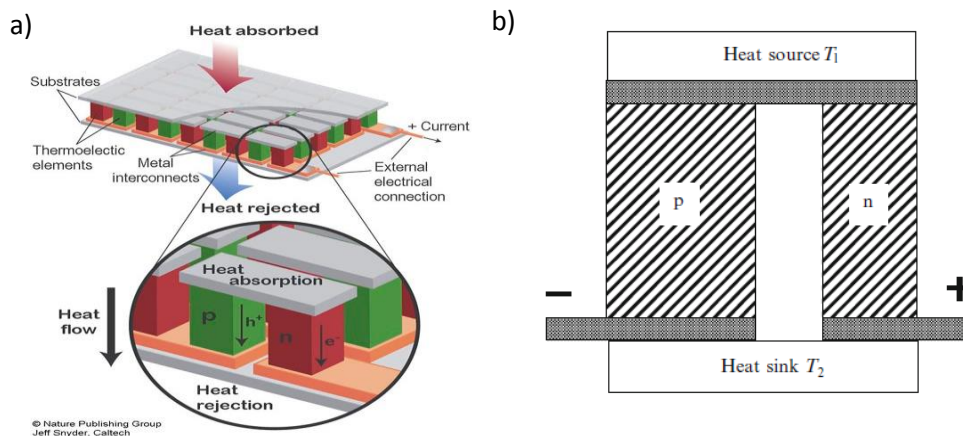 a)
Heat absorbed
Substrates
Thermoelectic
elements
Metal
interconnects
+ Current
External
electrical
connection
Heat rejected
Heat absorption
p
h+
n
e-
Heat
flow
Heat
rejection
© Nature Publishing Group
Jeff Snyder, Caltech
b)
Heat source T1
p
n
–
+
Heat sink T2